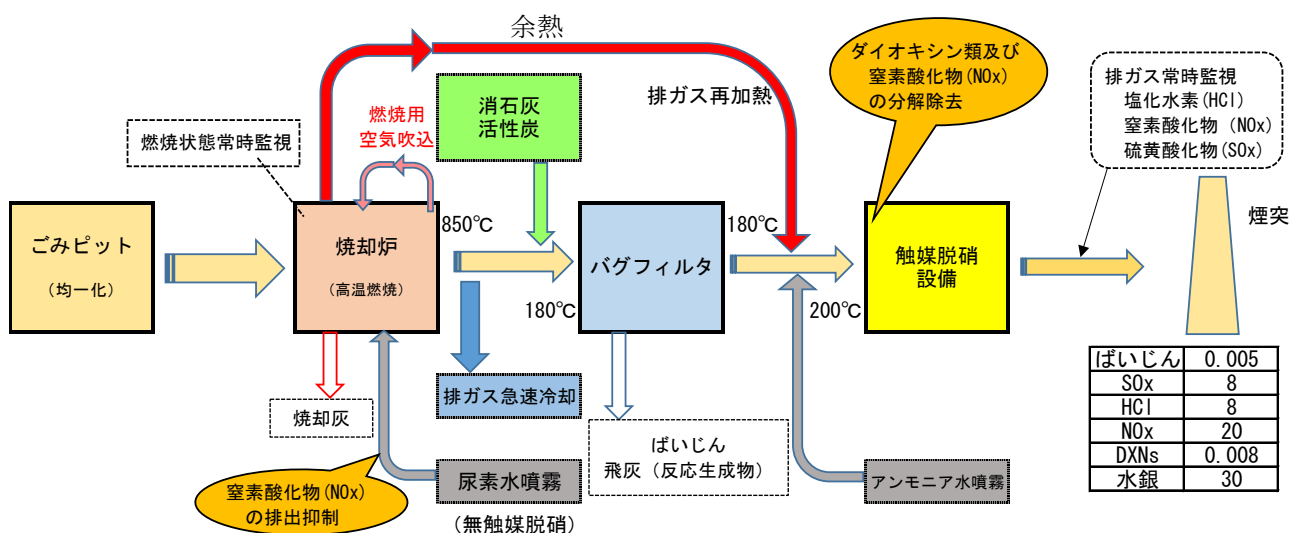 余熱
ダイオキシン類及び
窒素酸化物(NOx)
の分解除去
排ガス常時監視
塩化水素(HCl)
窒素酸化物(NOx)
硫黄酸化物(SOx)
燃焼状態常時監視
燃焼用
空気吹込
消石灰
活性炭
排ガス再加熱
ごみピット
(均一化)
焼却炉
(高温燃焼)
850℃
180℃
バグフィルタ
180℃
200℃
触媒脱硝
設備
煙突
焼却灰
排ガス急速冷却
ばいじん
飛灰(反応生成物)
窒素酸化物(NOx)
の排出抑制
尿素水噴霧
(無触媒脱硝)
アンモニア水噴霧
ばいじん 0.005
SOx 8
HCl 8
NOx 20
DXNs 0.008
水銀 30